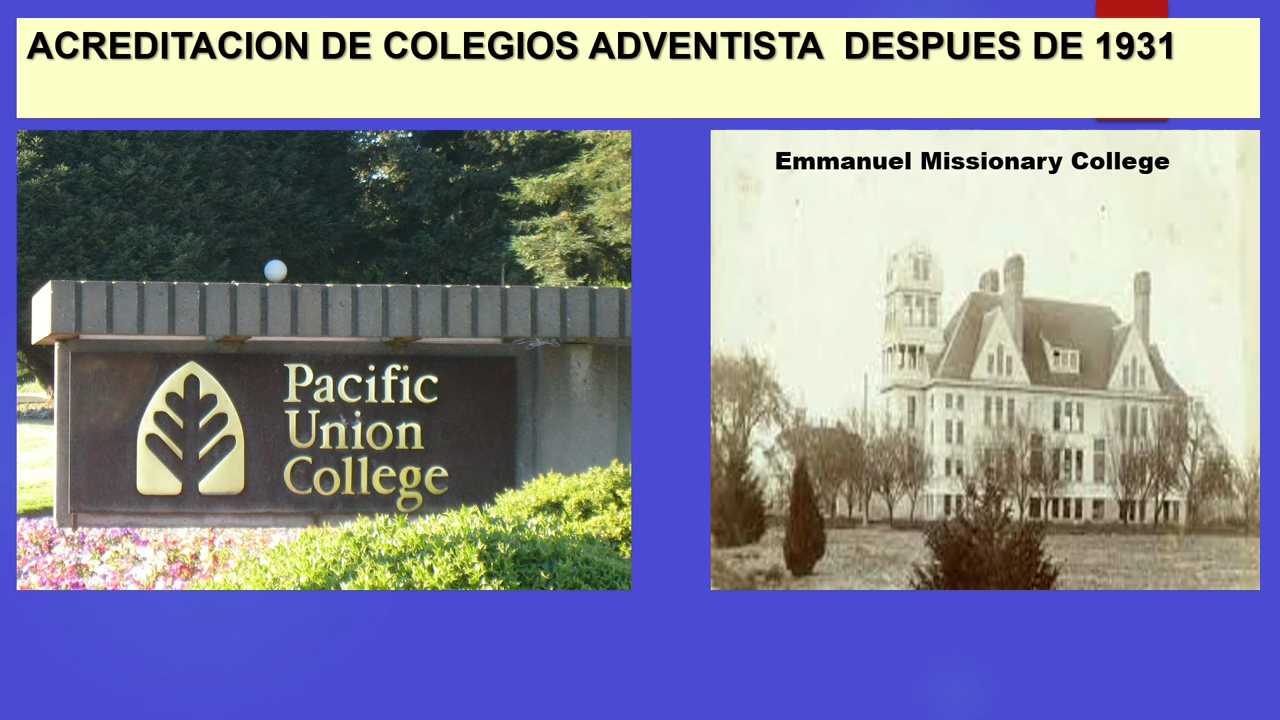 ACREDITACION DE COLEGIOS ADVENTISTA DESPUES DE 1931
Emmanuel Missionary College
Pacific
Union
College